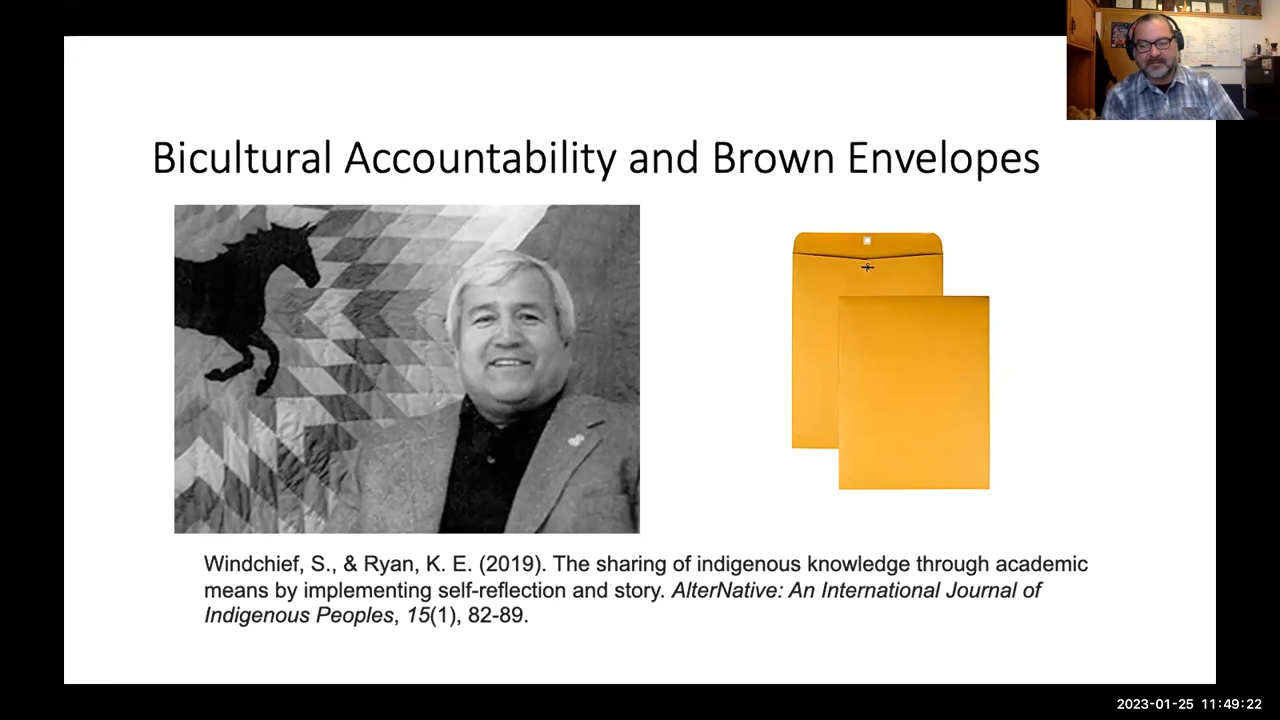 Bicultural Accountability and Brown Envelopes
Windchief, S., & Ryan, K. E. (2019). The sharing of indigenous knowledge through academic
means by implementing self-reflection and story. AlterNative: An International Journal of
Indigenous Peoples, 15(1), 82-89.
2023-01-25 11:49:22